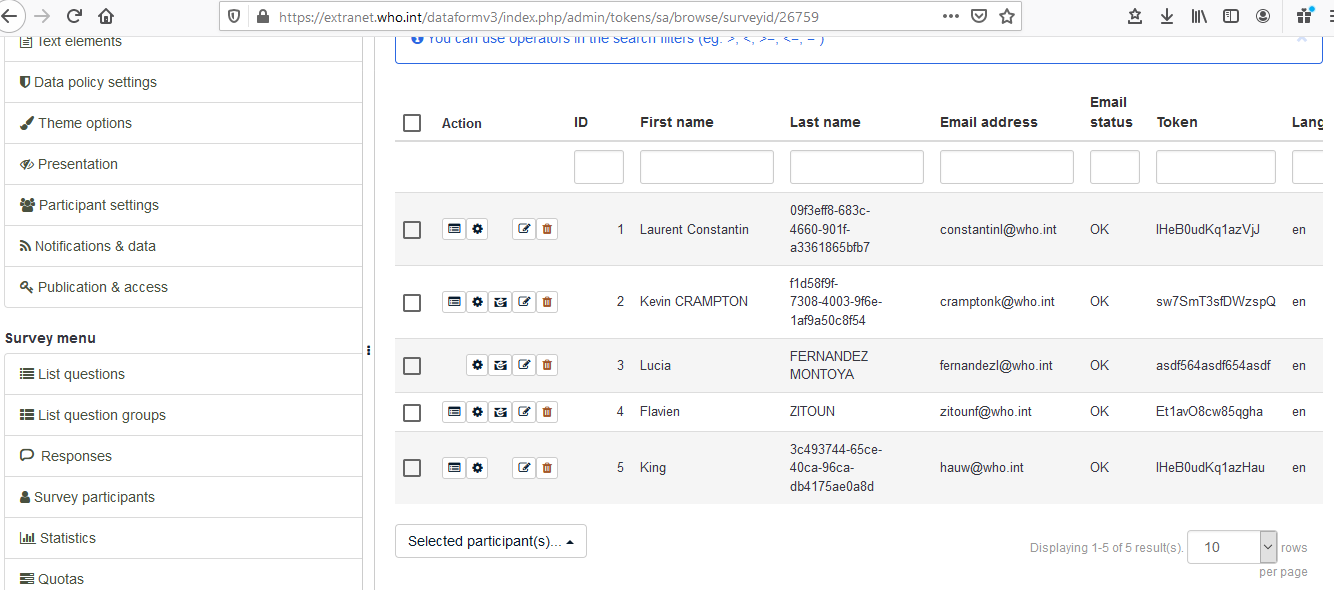 https://extranet.who.int/dataformv3/index.php/admin/tokens/sa/browse/surveyid/26759
Text elements
Data policy settings
Theme options
Presentation
Participant settings
Notifications & data
Publication & access
Survey menu
List questions
List question groups
Responses
Survey participants
Statistics
Quotas
You can use operators in the search filters (eg: >, <, >=, <=, = )
Action ID First name Last name Email address Email status Token Lang
1 Laurent Constantin 09f3eff8-683c-4660-901f-a3361865bfb7 constantinl@who.int OK IHeB0udKq1azVjJ en
2 Kevin CRAMPTON f1d58f9f-7308-4003-9f6e-1af9a50c8f54 cramptonk@who.int OK sw7SmT3sfDWzspQ en
3 Lucia FERNANDEZ MONTOYA fernandezl@who.int OK asdf564asdf654asdf en
4 Flavien ZITOUN zitounf@who.int OK Et1avO8cw85qgha en
5 King 3c493744-65ce-40ca-96ca-db4175ae0a8d hauw@who.int OK IHeB0udKq1azHau en
Selected participant(s)...
Displaying 1-5 of 5 result(s). 10 rows
per page